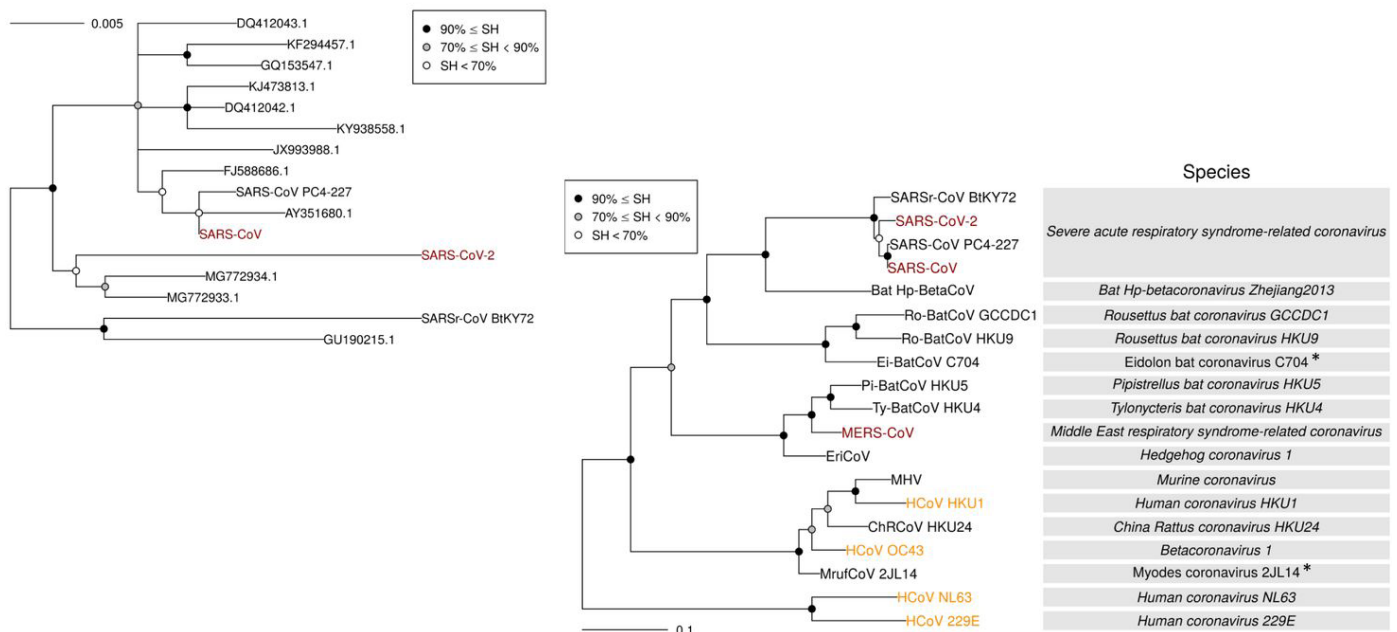 0.005
DQ412043.1
KF294457.1
GQ153547.1
KJ473813.1
DQ412042.1
KY938558.1
JX993988.1
FJ588686.1
SARS-CoV PC4-227
AY351680.1
SARS-CoV
SARS-CoV-2
MG772934.1
MG772933.1
SARSr-CoV BtKY72
GU190215.1
90% ≤ SH
70% ≤ SH < 90%
SH < 70%
90% ≤ SH
70% ≤ SH < 90%
SH < 70%
Species
SARSr-CoV BtKY72
SARS-CoV-2
SARS-CoV PC4-227
SARS-CoV
Severe acute respiratory syndrome-related coronavirus
Bat Hp-BetaCoV Bat Hp-betacoronavirus Zhejiang2013
Ro-BatCoV GCCDC1 Rousettus bat coronavirus GCCDC1
Ro-BatCoV HKU9 Rousettus bat coronavirus HKU9
Ei-BatCoV C704 Eidolon bat coronavirus C704 *
Pi-BatCoV HKU5 Pipistrellus bat coronavirus HKU5
Ty-BatCoV HKU4 Tylonycteris bat coronavirus HKU4
MERS-CoV Middle East respiratory syndrome-related coronavirus
EriCoV Hedgehog coronavirus 1
MHV Murine coronavirus
HCoV HKU1 Human coronavirus HKU1
ChRCoV HKU24 China Rattus coronavirus HKU24
HCoV OC43 Betacoronavirus 1
MrufCoV 2JL14 Myodes coronavirus 2JL14 *
HCoV NL63 Human coronavirus NL63
HCoV 229E Human coronavirus 229E
0.1